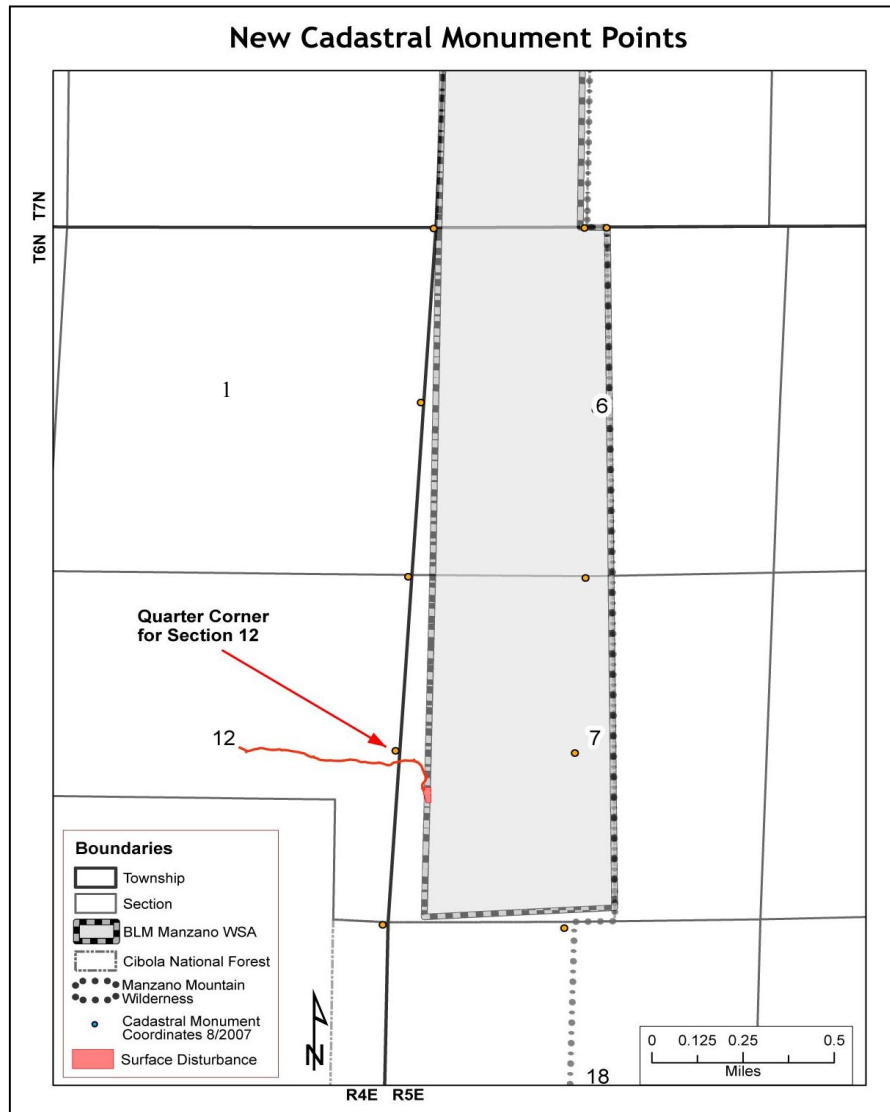 New Cadastral Monument Points
T7N
T6N
1
6
Quarter Corner
for Section 12
12
7
Boundaries
Township
Section
BLM Manzano WSA
Cibola National Forest
Manzano Mountain
Wilderness
Cadastral Monument
Coordinates 8/2007
Surface Disturbance
N
0 0.125 0.25 0.5
Miles
18
R4E R5E